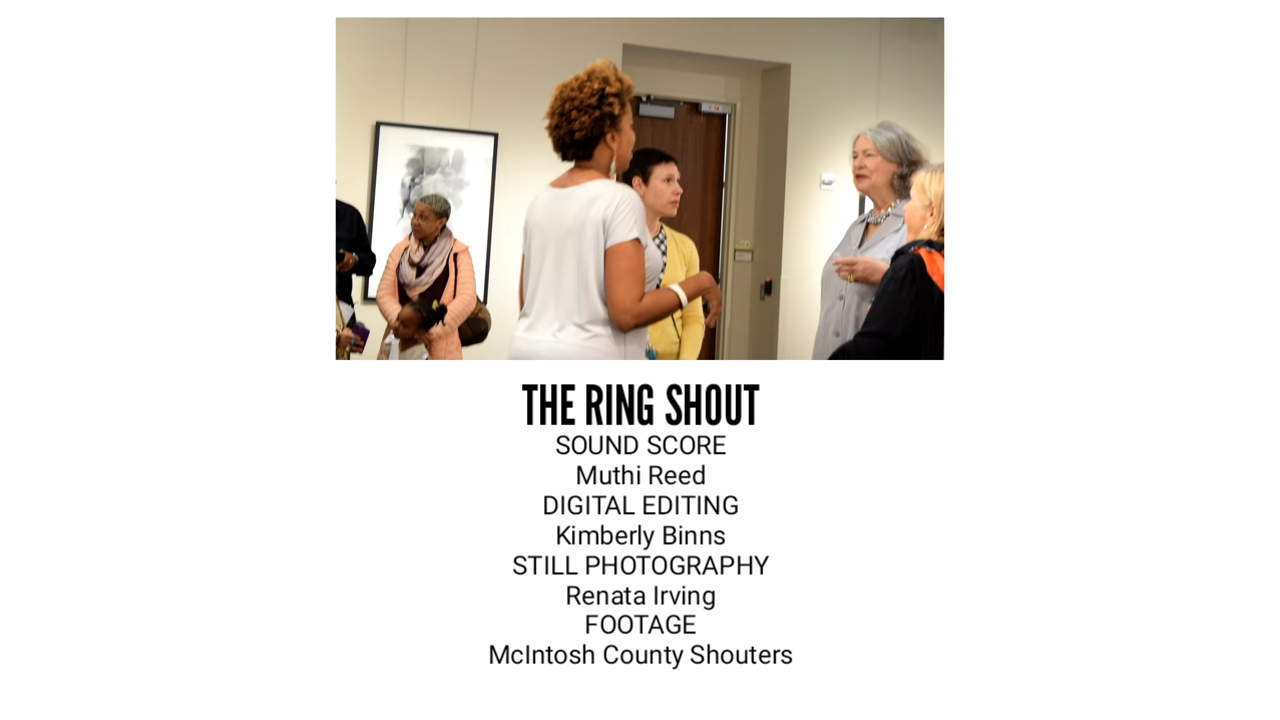 THE RING SHOUT
SOUND SCORE
Muthi Reed
DIGITAL EDITING
Kimberly Binns
STILL PHOTOGRAPHY
Renata Irving
FOOTAGE
McIntosh County Shouters